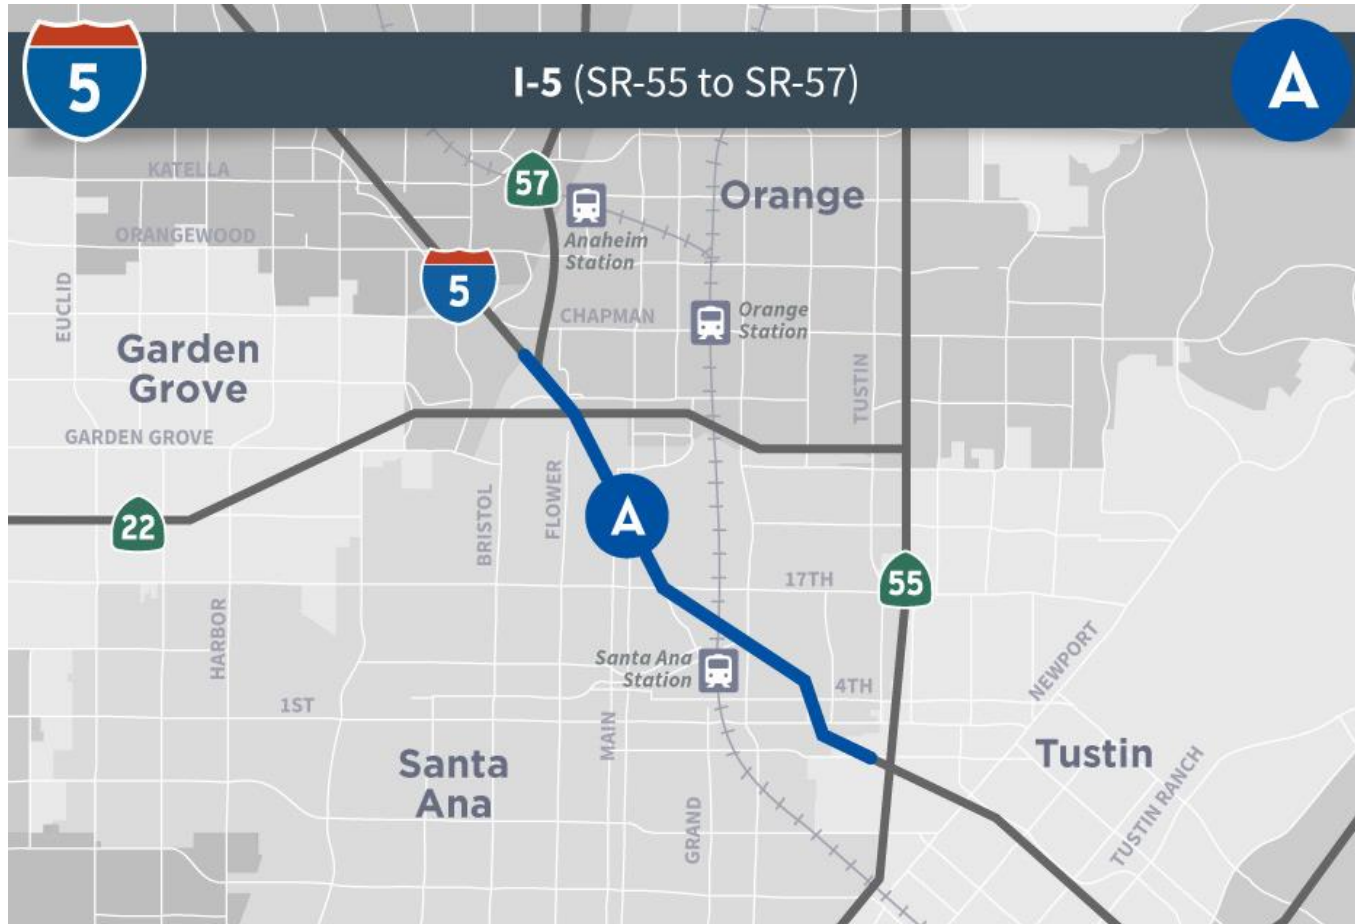 5
I-5 (SR-55 to SR-57)
A
KATELLA
57
Orange
ORANGEWOOD
Anaheim
Station
EUCLID
5
CHAPMAN
Orange
Station
Garden
Grove
TUSTIN
GARDEN GROVE
BRISTOL
FLOWER
A
22
17TH
55
HARBOR
NEWPORT
Santa Ana
Station
4TH
1ST
MAIN
Santa
Ana
Tustin
TUSTIN RANCH
GRAND